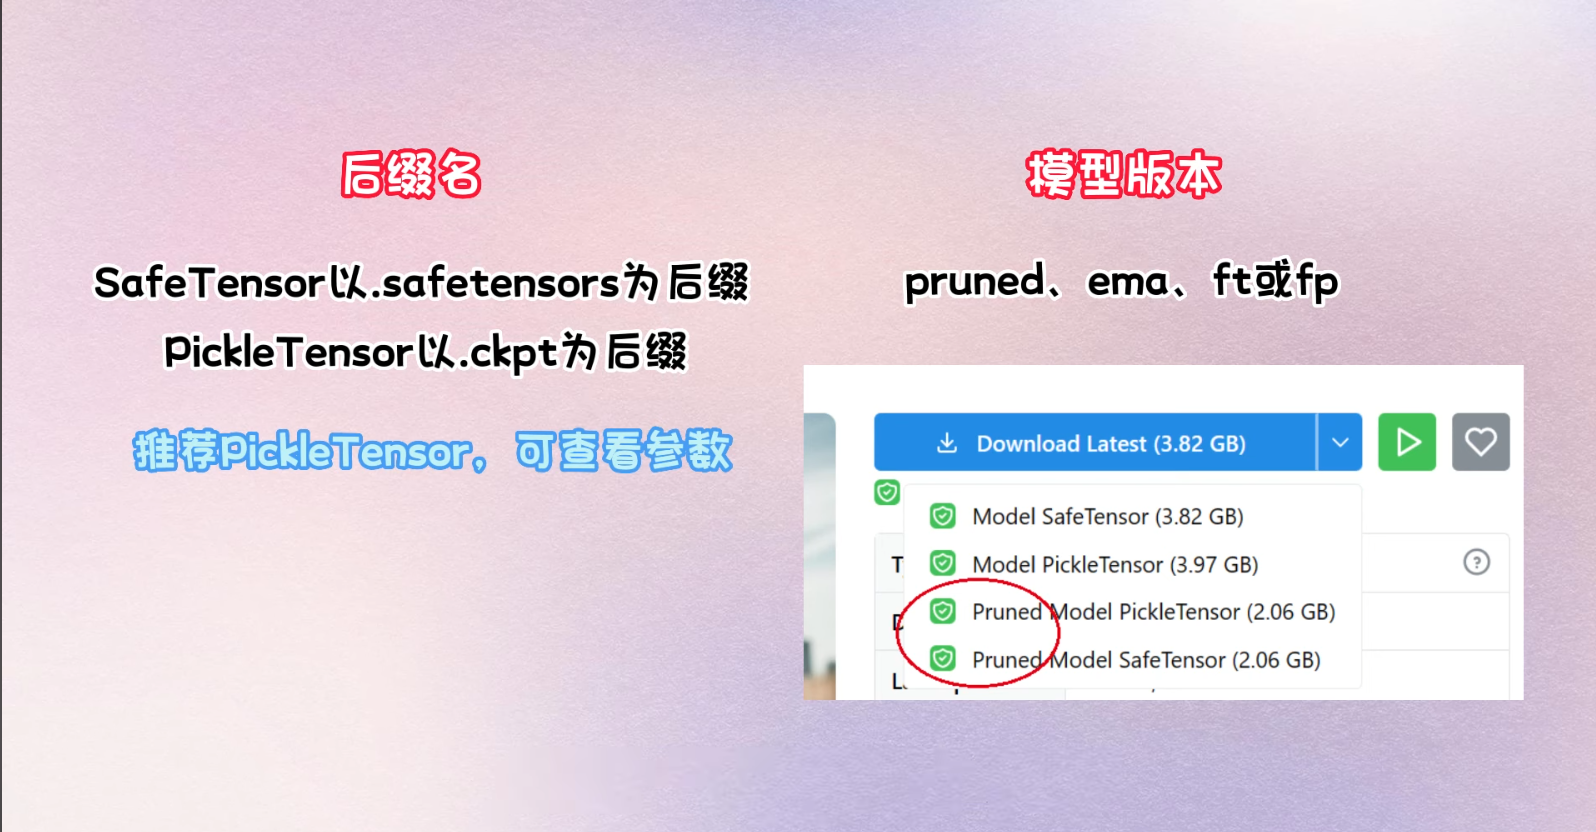 后缀名
SafeTensor以.safetensors为后缀
PickleTensor以.ckpt为后缀
推荐PickleTensor，可查看参数
模型版本
pruned、ema、ft或fp
Download Latest (3.82 GB)
Model SafeTensor (3.82 GB)
Model PickleTensor (3.97 GB)
Pruned Model PickleTensor (2.06 GB)
Pruned Model SafeTensor (2.06 GB)